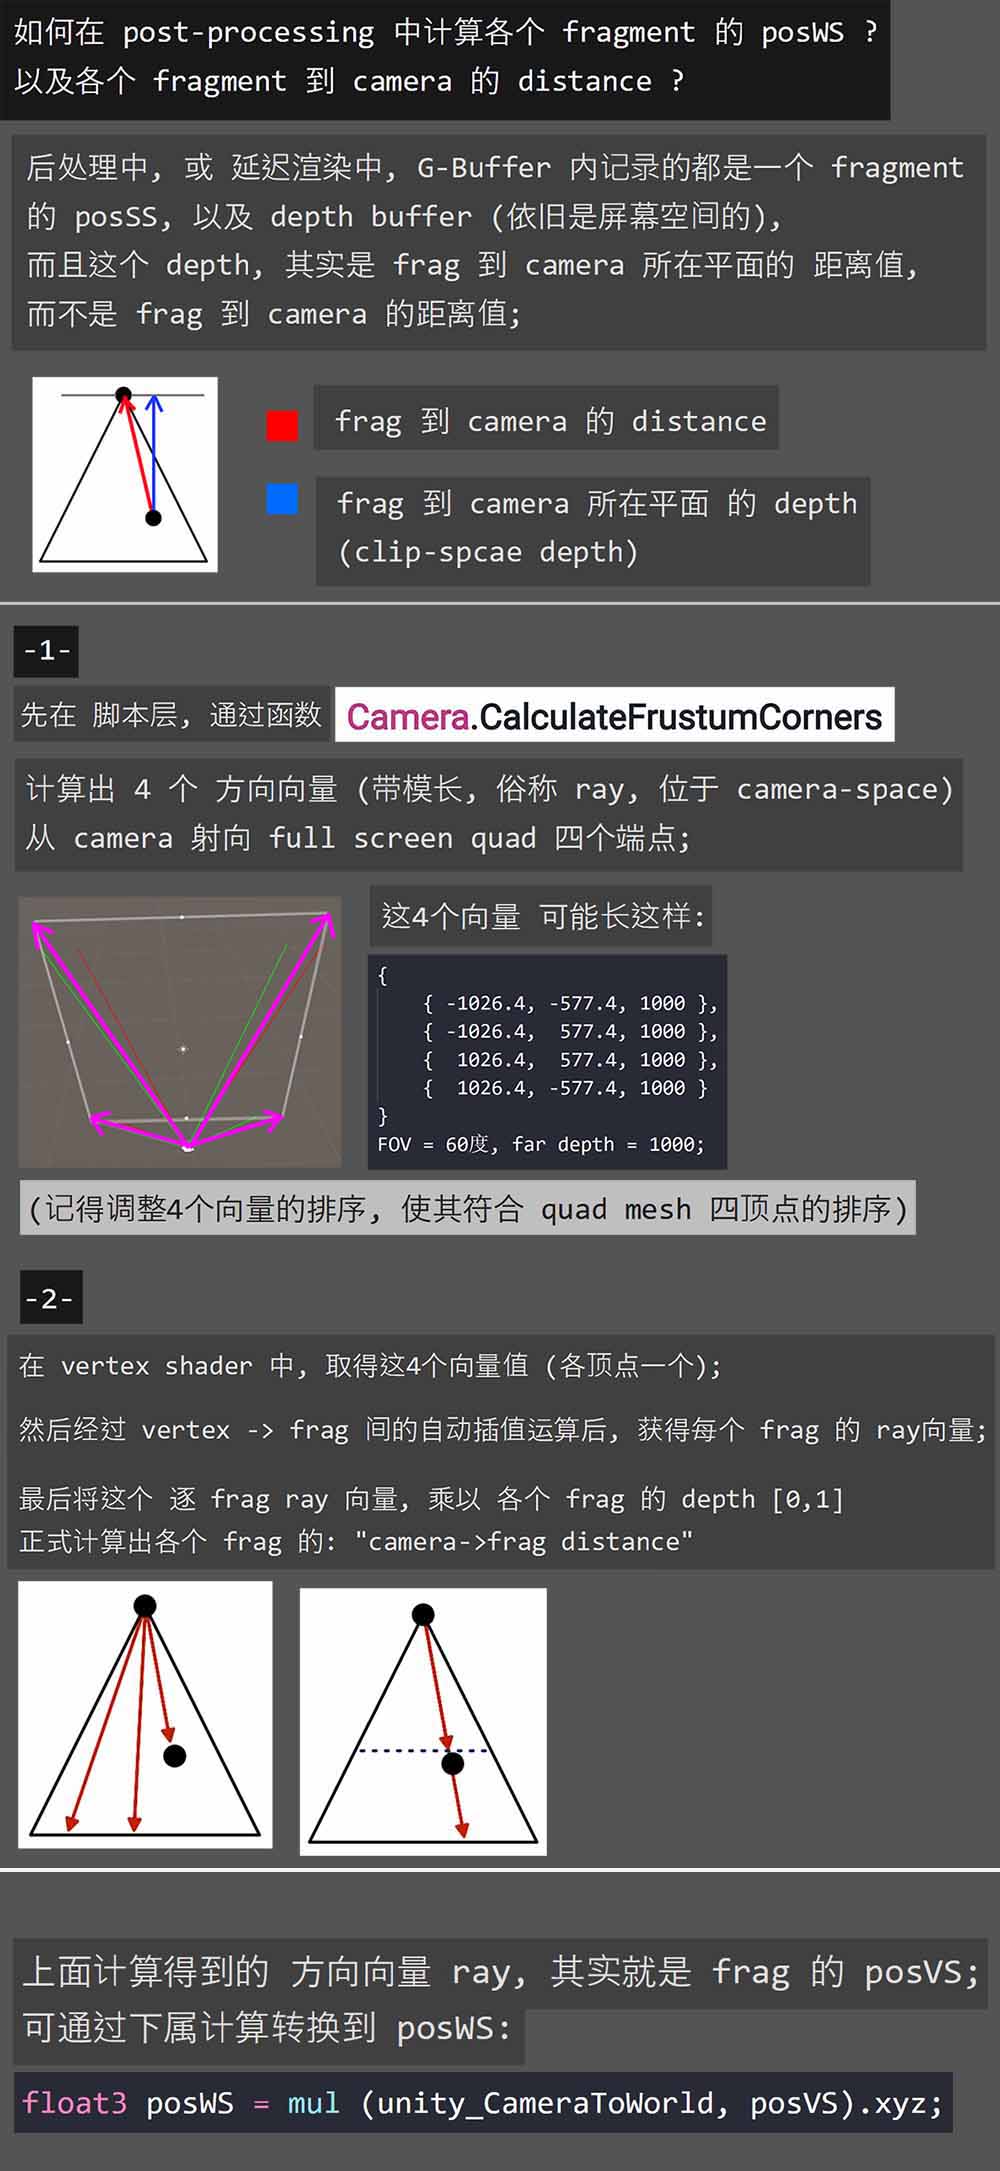 如何在 post-processing 中计算各个 fragment 的 posWS ?
以及各个 fragment 到 camera 的 distance ?
后处理中, 或 延迟渲染中, G-Buffer 内记录的都是一个 fragment
的 posSS, 以及 depth buffer (依旧是屏幕空间的),
而且这个 depth, 其实是 frag 到 camera 所在平面的 距离值,
而不是 frag 到 camera 的距离值;
frag 到 camera 的 distance
frag 到 camera 所在平面 的 depth
(clip-spcae depth)
-1-
先在 脚本层, 通过函数 Camera.CalculateFrustumCorners
计算出 4 个 方向向量 (带模长, 俗称 ray, 位于 camera-space)
从 camera 射向 full screen quad 四个端点;
这4个向量 可能长这样:
{
{ -1026.4, -577.4, 1000 },
{ -1026.4, 577.4, 1000 },
{ 1026.4, 577.4, 1000 },
{ 1026.4, -577.4, 1000 }
}
FOV = 60度, far depth = 1000;
(记得调整4个向量的排序, 使其符合 quad mesh 四顶点的排序)
-2-
在 vertex shader 中, 取得这4个向量值 (各顶点一个);
然后经过 vertex -> frag 间的自动插值运算后, 获得每个 frag 的 ray向量;
最后将这个 逐 frag ray 向量, 乘以 各个 frag 的 depth [0,1]
正式计算出各个 frag 的: "camera->frag distance"
上面计算得到的 方向向量 ray, 其实就是 frag 的 posVS;
可通过下属计算转换到 posWS:
float3 posWS = mul (unity_CameraToWorld, posVS).xyz;